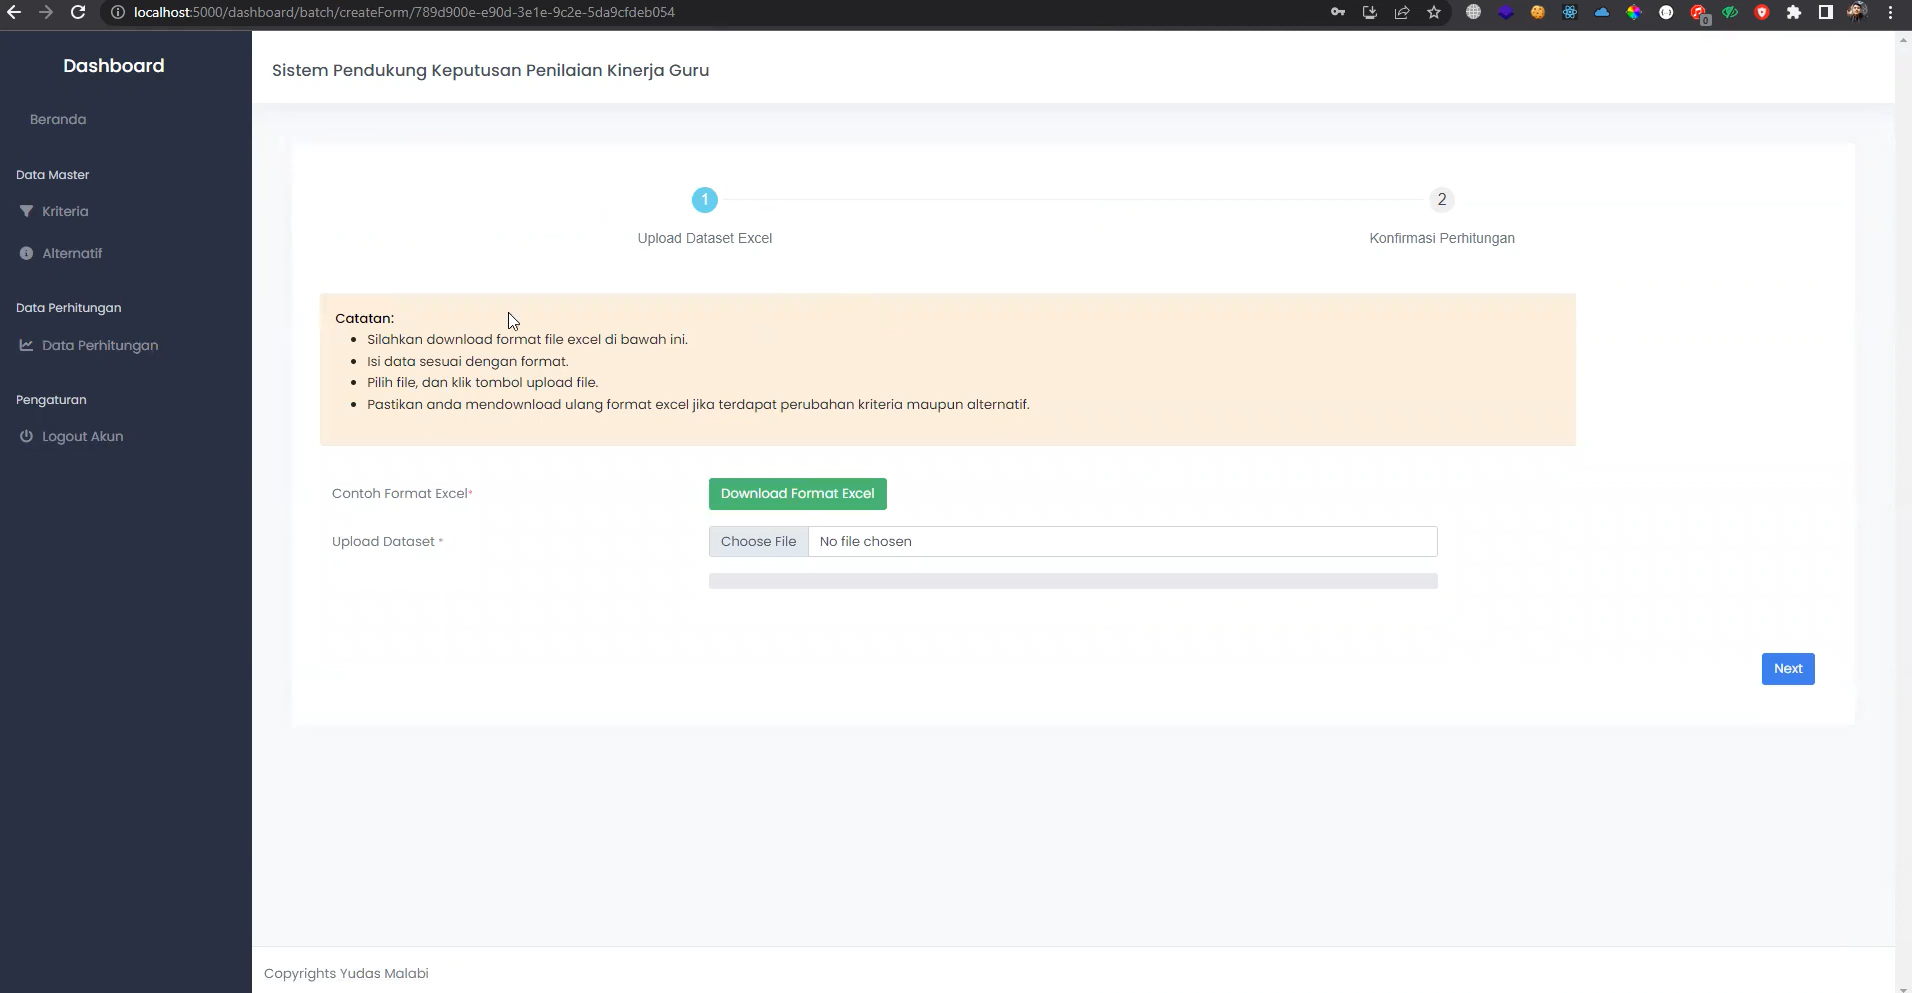 localhost:5000/dashboard/batch/createForm/789d900e-e90d-3e1e-9c2e-5da9cfdeb054
0
Dashboard
Sistem Pendukung Keputusan Penilaian Kinerja Guru
Beranda
Data Master
Kriteria
Alternatif
Data Perhitungan
Data Perhitungan
Pengaturan
Logout Akun
1
2
Upload Dataset Excel
Konfirmasi Perhitungan
Catatan:
Silahkan download format file excel di bawah ini.
Isi data sesuai dengan format.
Pilih file, dan klik tombol upload file.
Pastikan anda mendownload ulang format excel jika terdapat perubahan kriteria maupun alternatif.
Contoh Format Excel*
Download Format Excel
Upload Dataset *
Choose File No file chosen
Next
Copyrights Yudas Malabi